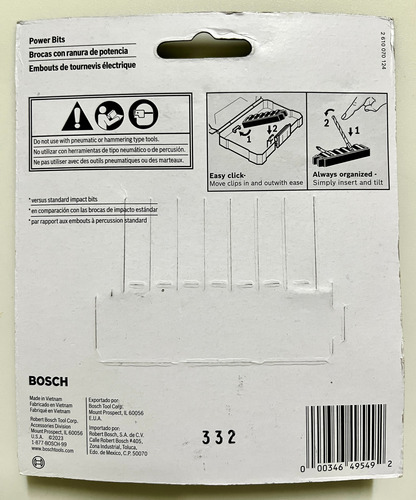 Power Bits
Brocas con ranura de potencia
Embouts de tournevis électrique
2 610 070 124
Do not use with pneumatic or hammering type tools.
No utilizar con herramientas de tipo neumático o de percusión.
Ne pas utiliser avec des outils pneumatiques ou des marteaux.
1
2
2
1
Easy click-
Move clips in and outwith ease
Always organized -
Simply insert and tilt
*versus standard impact bits
*en comparación con las brocas de impacto estándar
*par rapport aux embouts à percussion standard
BOSCH
Made in Vietnam
Fabricado en Vietnam
Fabriqué en Vietnam
Robert Bosch Tool Corp.
Accessories Division
Mount Prospect, IL 60056
U.S.A. ©2023
1-877-BOSCH-99
www.boschtools.com
Exportado por:
Bosch Tool Corp:
Mount Prospect, IL 60056
E.U.A.
Importado por:
Robert Bosch, S.A. de C.V.
Calle Robert Bosch #405,
Zona Industrial, Toluca,
Edo. de Mexico, C.P. 50070
332
0 00346 49549 2